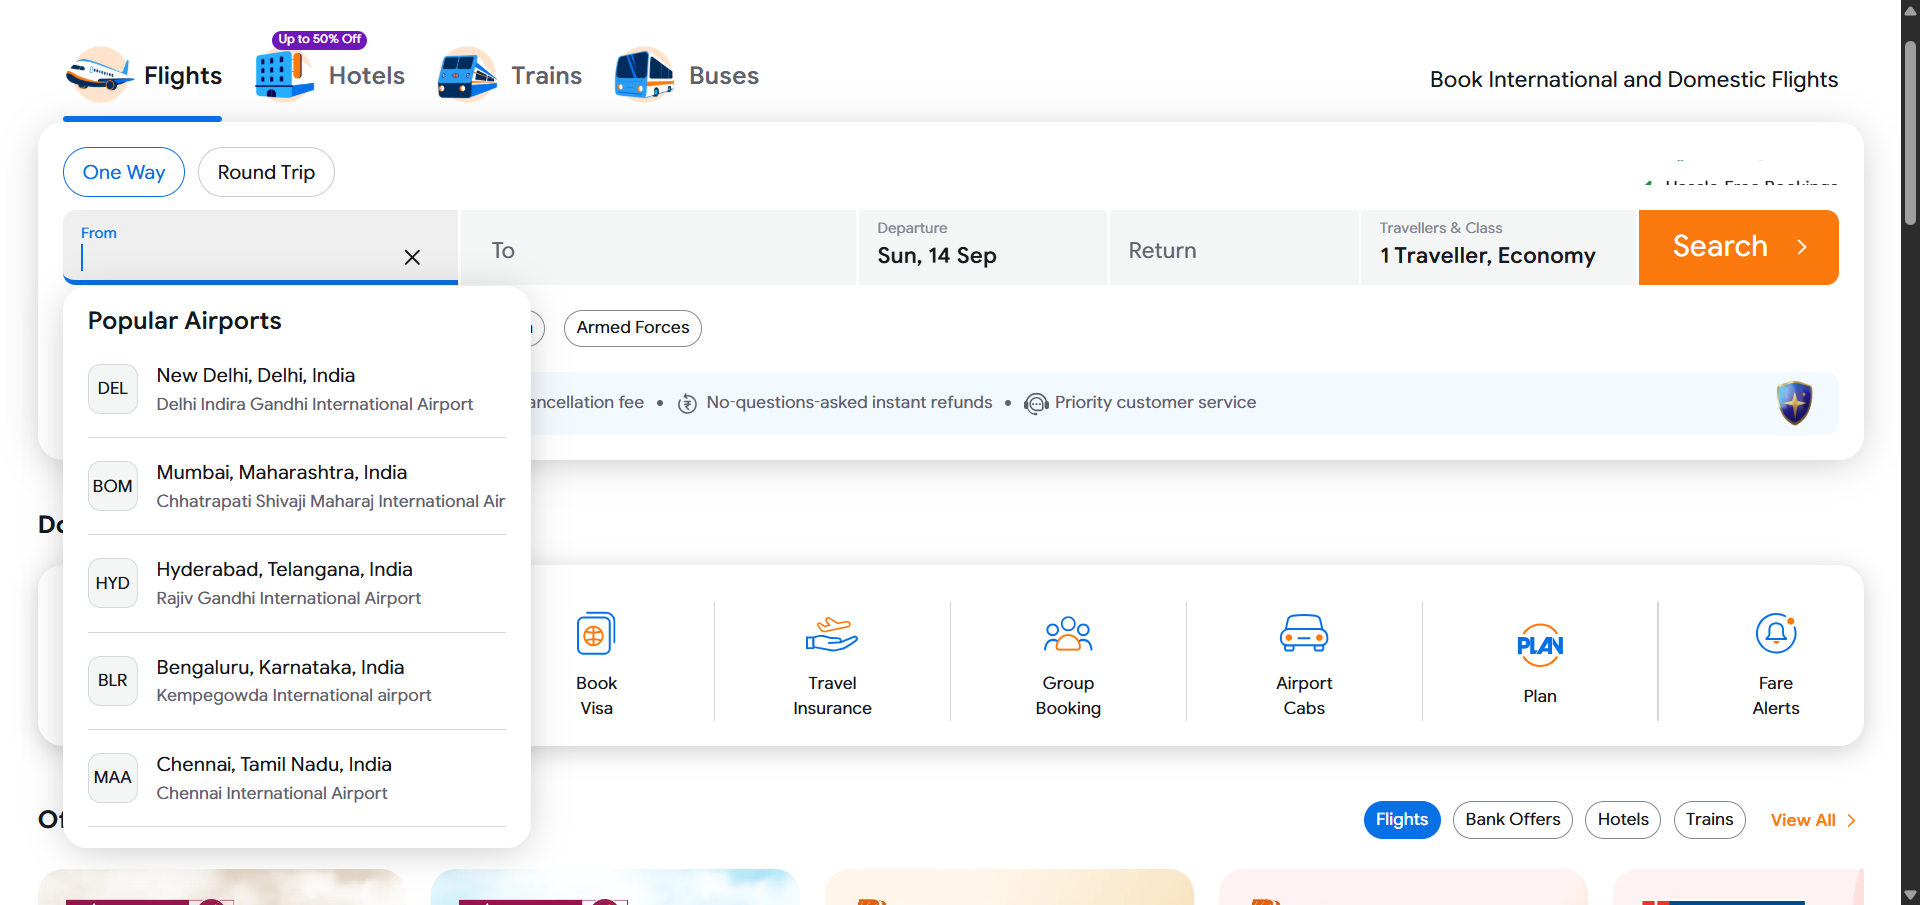 Up to 50% Off
Flights
Hotels
Trains
Buses
Book International and Domestic Flights
One Way
Round Trip
From
To
Departure
Sun, 14 Sep
Return
Travellers & Class
1 Traveller, Economy
Search
Popular Airports
Armed Forces
DEL
New Delhi, Delhi, India
Delhi Indira Gandhi International Airport
ancellation fee • No-questions-asked instant refunds • Priority customer service
BOM
Mumbai, Maharashtra, India
Chhatrapati Shivaji Maharaj International Air
HYD
Hyderabad, Telangana, India
Rajiv Gandhi International Airport
BLR
Bengaluru, Karnataka, India
Kempegowda International airport
MAA
Chennai, Tamil Nadu, India
Chennai International Airport
Book
Visa
Travel
Insurance
Group
Booking
Airport
Cabs
PLAN
Plan
Fare
Alerts
Flights
Bank Offers
Hotels
Trains
View All